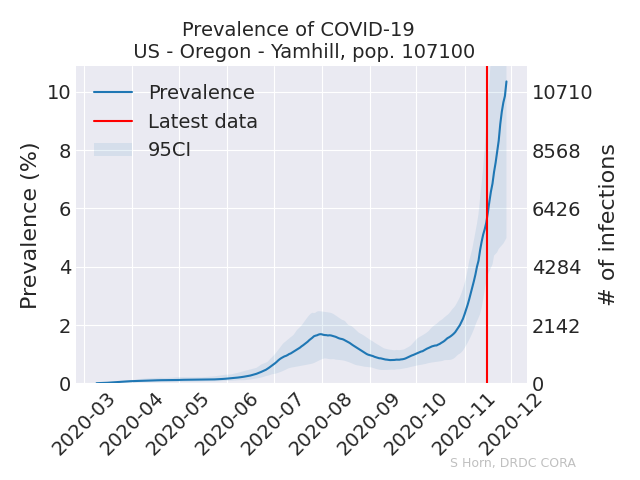 Prevalence of COVID-19
US - Oregon - Yamhill, pop. 107100
Prevalence
Latest data
95CI
Prevalence (%)
10
8
6
4
2
0
10710
8568
6426
4284
2142
0
# of infections
2020-03
2020-04
2020-05
2020-06
2020-07
2020-08
2020-09
2020-10
2020-11
2020-12
S Horn, DRDC CORA